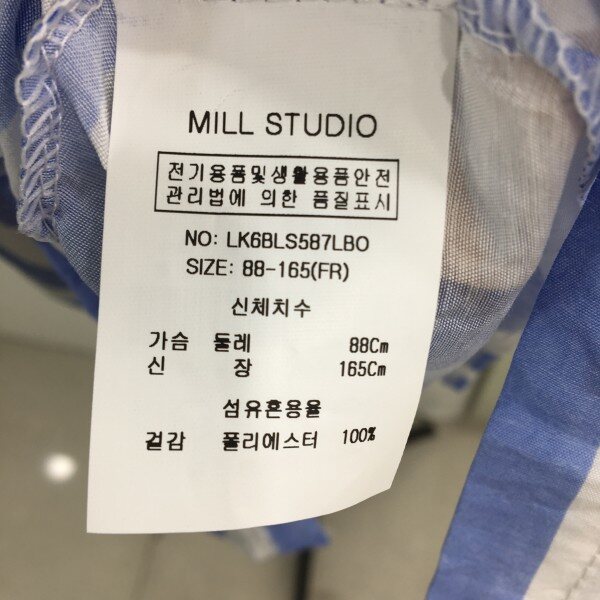 MILL STUDIO
전기용품및생활용품안전
관리법에 의한 품질표시
NO: LK6BLS587LBO
SIZE: 88-165(FR)
신체치수
가슴 둘레 88Cm
신 장 165Cm
섬유혼용율
겉감 폴리에스터 100%